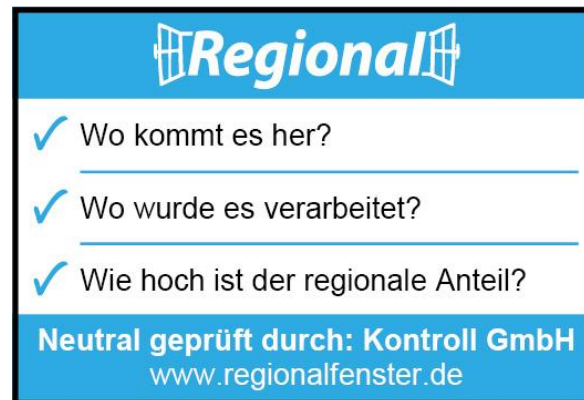 Regional
Wo kommt es her?
Wo wurde es verarbeitet?
Wie hoch ist der regionale Anteil?
Neutral geprüft durch: Kontroll GmbH
www.regionalfenster.de